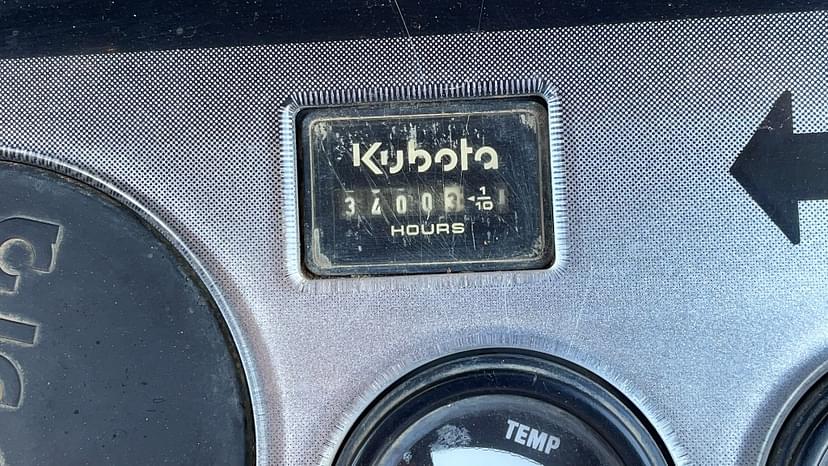 Kubota
34003 1/10
HOURS
TEMP